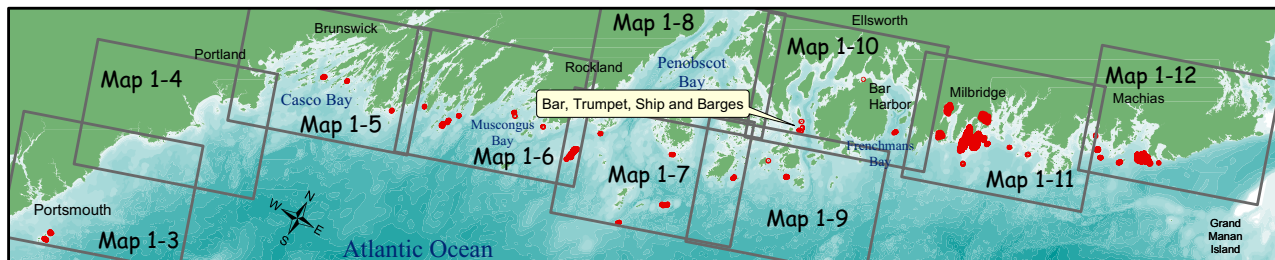 Map 1-8
Ellsworth
Brunswick
Map 1-10
Portland
Map 1-4
Rockland
Penobscot
Bay
Map 1-12
Bar
Harbor
Milbridge
Machias
Casco Bay
Bar, Trumpet, Ship and Barges
Map 1-5
Muscongus
Bay
Map 1-6
Frenchmans
Bay
Map 1-7
Map 1-11
Portsmouth
N
W
E
S
Map 1-9
Map 1-3
Atlantic Ocean
Grand
Manan
Island